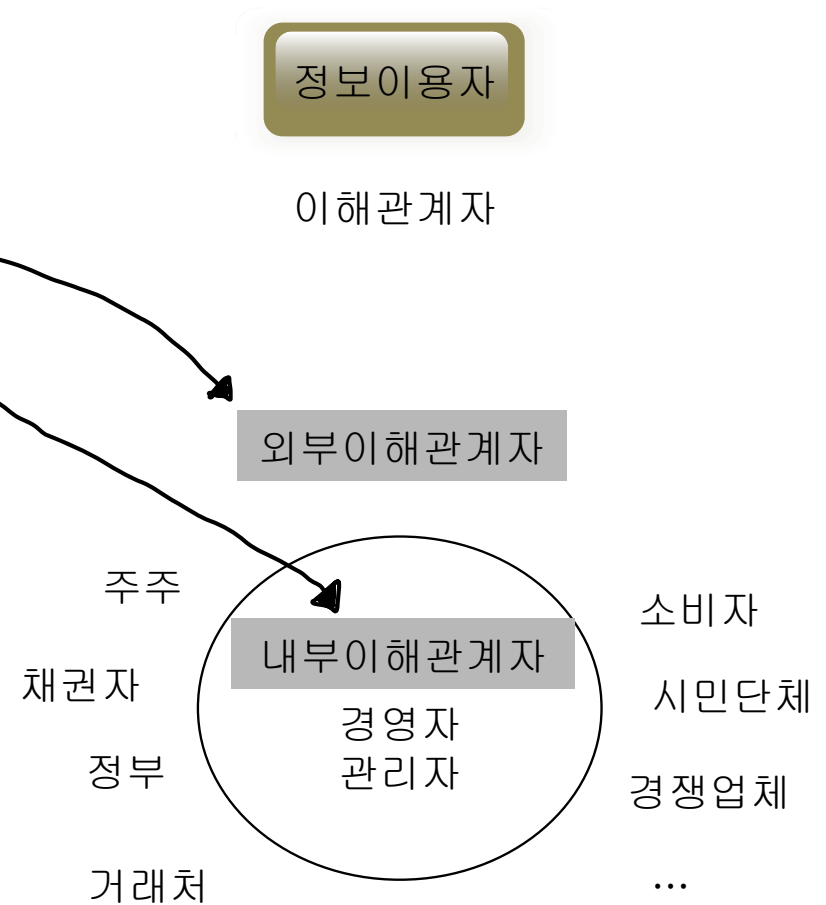 정보이용자
이해관계자
외부이해관계자
주주
소비자
내부이해관계자
채권자
시민단체
경영자
정부
관리자
경쟁업체
거래처
...